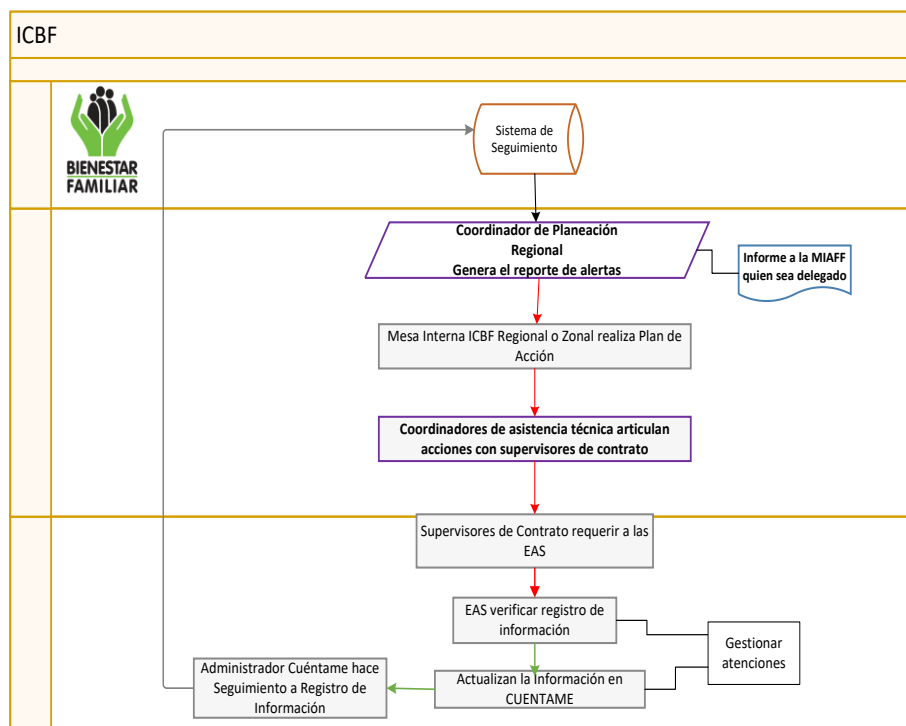 ICBF
BIENESTAR
FAMILIAR
Sistema de
Seguimiento
Coordinador de Planeación
Regional
Genera el reporte de alertas
Informe a la MIAFF
quien sea delegado
Mesa Interna ICBF Regional o Zonal realiza Plan de
Acción
Coordinadores de asistencia técnica articulan
acciones con supervisores de contrato
Supervisores de Contrato requerir a las
EAS
EAS verificar registro de
información
Gestionar
atenciones
Administrador Cuéntame hace
Seguimiento a Registro de
Información
Actualizan la Información en
CUENTAME